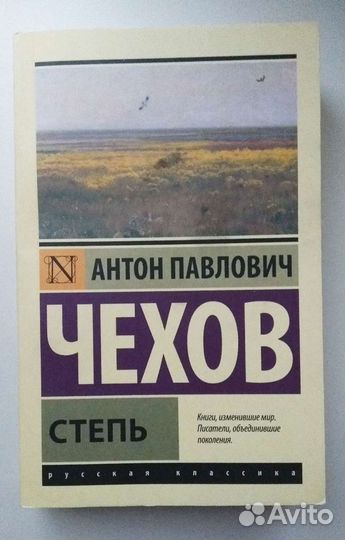 N
АНТОН ПАВЛОВИЧ
ЧЕХОВ
СТЕПЬ
Книги, изменившие мир.
Писатели, объединившие
поколения.
русская классика
Avito